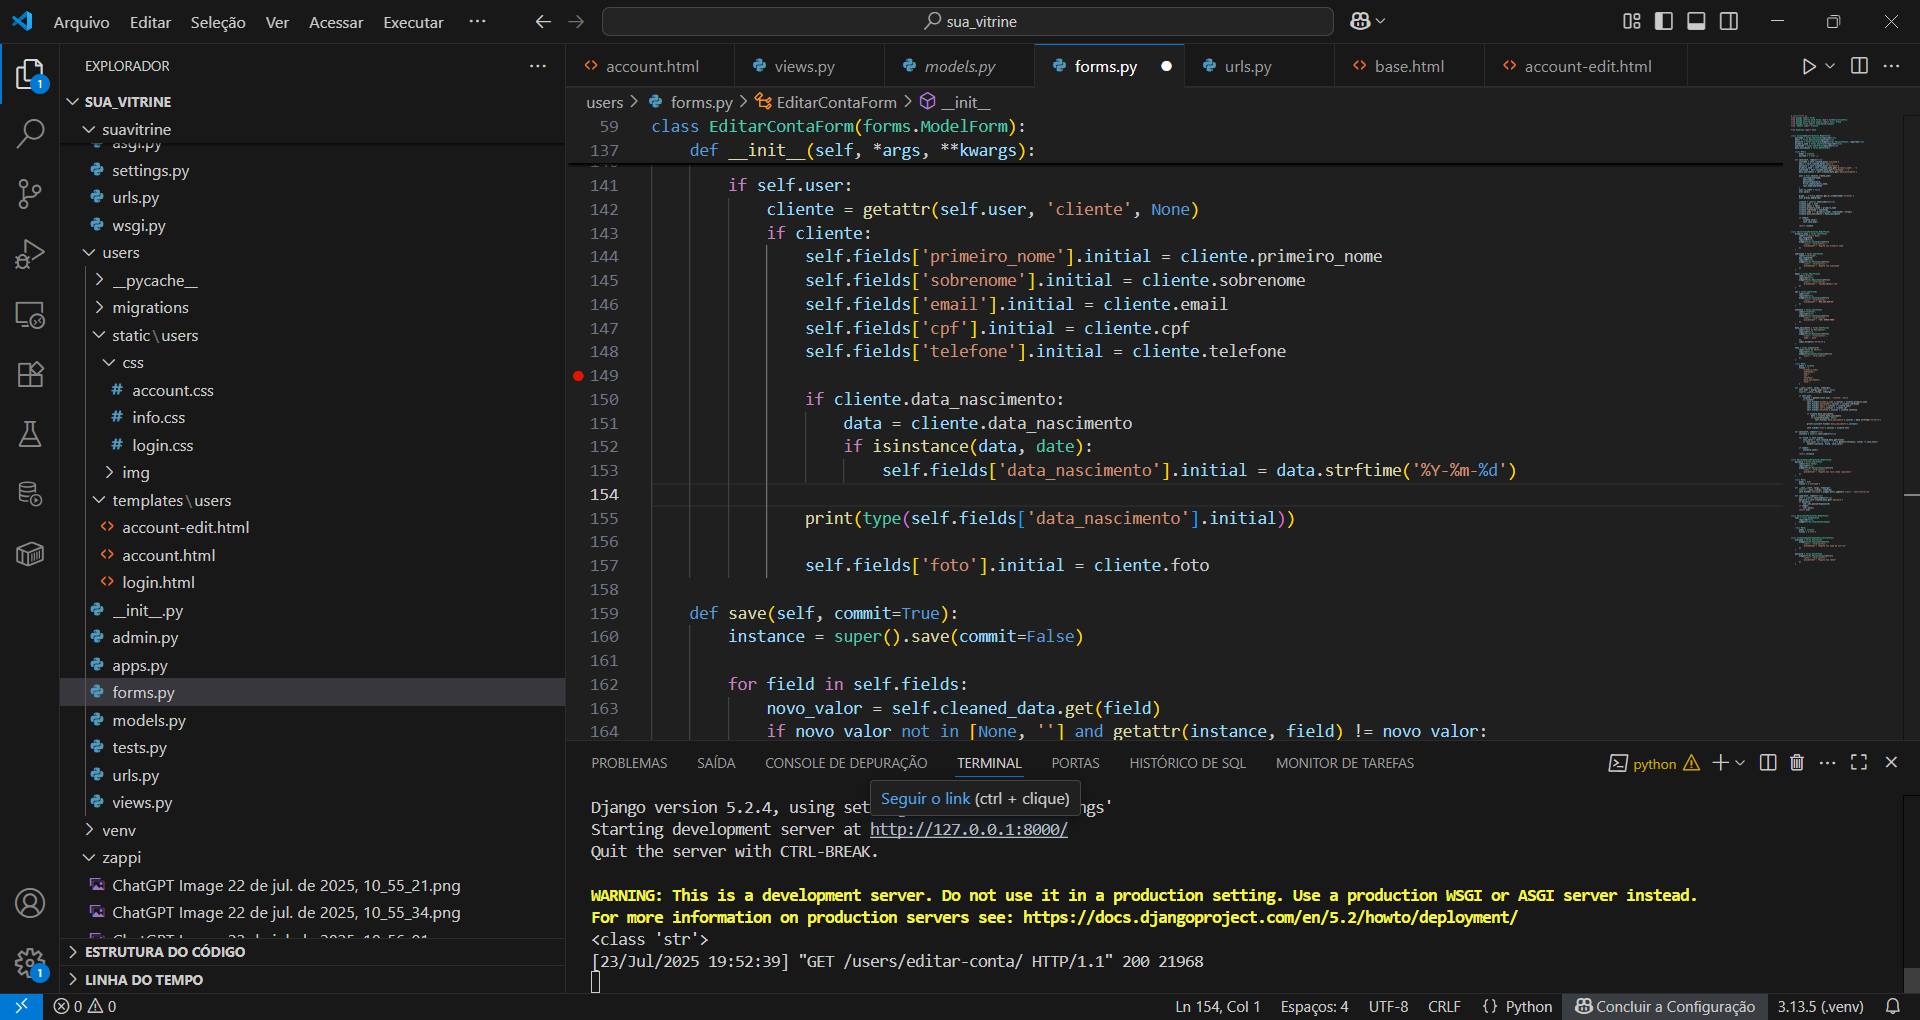 Arquivo Editar Seleção Ver Acessar Executar ··· sua_vitrine
EXPLORADOR
SUA_VITRINE
suavitrine
asgi.py
settings.py
urls.py
wsgi.py
users
__pycache__
migrations
static\users
css
account.css
info.css
login.css
img
templates\users
account-edit.html
account.html
login.html
__init__.py
admin.py
apps.py
forms.py
models.py
tests.py
urls.py
views.py
venv
zappi
ChatGPT Image 22 de jul. de 2025, 10_55_21.png
ChatGPT Image 22 de jul. de 2025, 10_55_34.png
ESTRUTURA DO CÓDIGO
LINHA DO TEMPO
account.html views.py models.py forms.py urls.py base.html account-edit.html
users > forms.py > EditarContaForm > __init__
59 class EditarContaForm(forms.ModelForm):
137 def __init__(self, *args, **kwargs):
141 if self.user:
142 cliente = getattr(self.user, 'cliente', None)
143 if cliente:
144 self.fields['primeiro_nome'].initial = cliente.primeiro_nome
145 self.fields['sobrenome'].initial = cliente.sobrenome
146 self.fields['email'].initial = cliente.email
147 self.fields['cpf'].initial = cliente.cpf
148 self.fields['telefone'].initial = cliente.telefone
149
150 if cliente.data_nascimento:
151 data = cliente.data_nascimento
152 if isinstance(data, date):
153 self.fields['data_nascimento'].initial = data.strftime('%Y-%m-%d')
154
155 print(type(self.fields['data_nascimento'].initial))
156
157 self.fields['foto'].initial = cliente.foto
158
159 def save(self, commit=True):
160 instance = super().save(commit=False)
161
162 for field in self.fields:
163 novo_valor = self.cleaned_data.get(field)
164 if novo_valor not in [None, ''] and getattr(instance, field) != novo_valor:
PROBLEMAS SAÍDA CONSOLE DE DEPURAÇÃO TERMINAL PORTAS HISTÓRICO DE SQL MONITOR DE TAREFAS python
Seguir o link (ctrl + clique)
Django version 5.2.4, using set ngs'
Starting development server at http://127.0.0.1:8000/
Quit the server with CTRL-BREAK.
WARNING: This is a development server. Do not use it in a production setting. Use a production WSGI or ASGI server instead.
For more information on production servers see: https://docs.djangoproject.com/en/5.2/howto/deployment/
<class 'str'>
[23/Jul/2025 19:52:39] "GET /users/editar-conta/ HTTP/1.1" 200 21968
1
1
0 0 Ln 154, Col 1 Espaços: 4 UTF-8 CRLF {} Python Concluir a Configuração 3.13.5 (.venv)